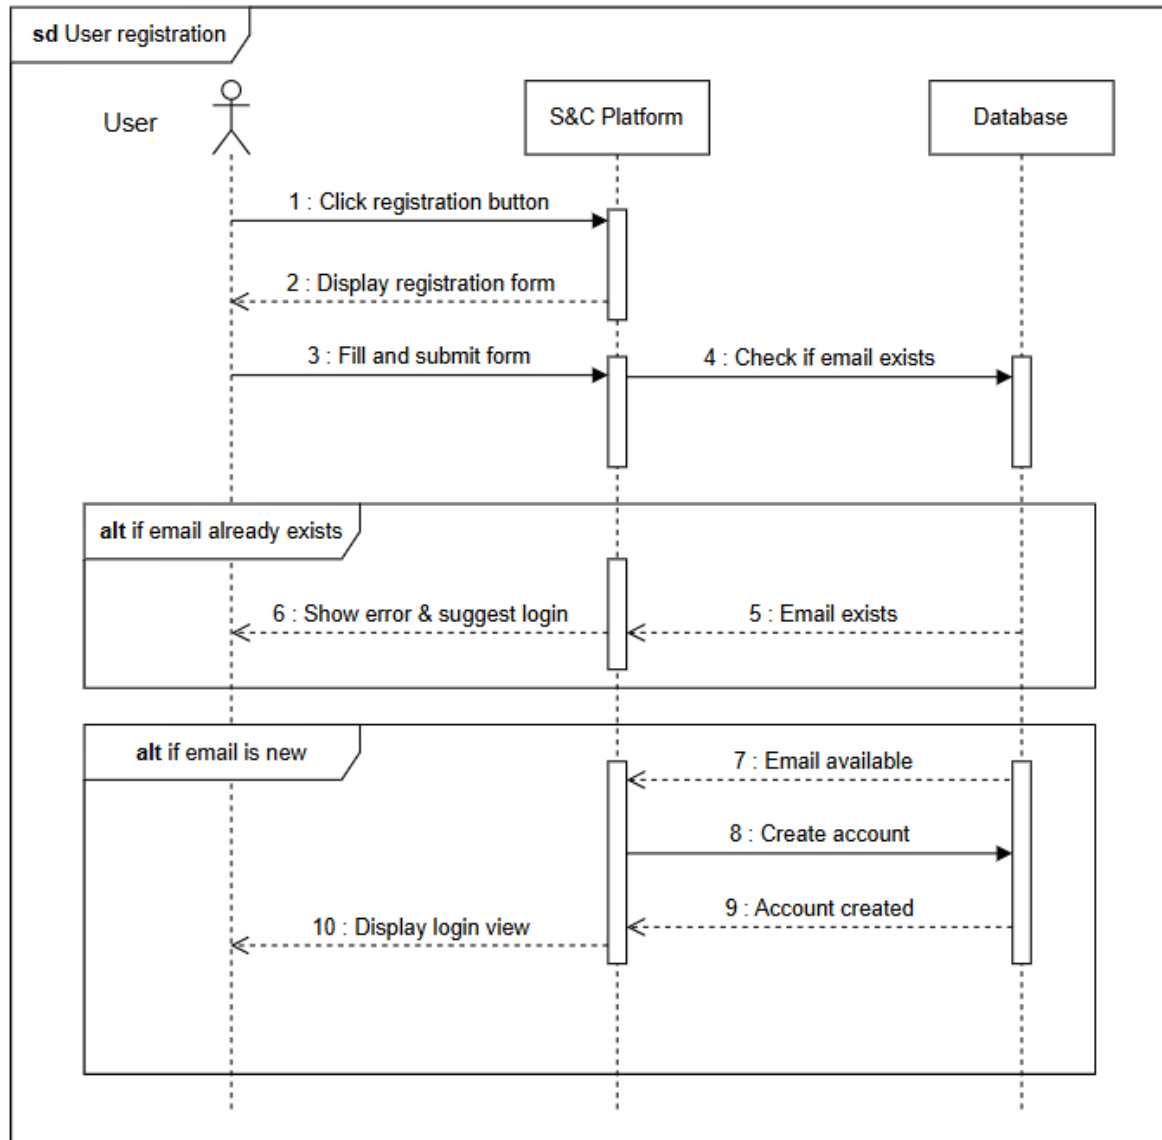 sd User registration
User
S&C Platform
Database
1 : Click registration button
2 : Display registration form
3 : Fill and submit form
4 : Check if email exists
alt if email already exists
6 : Show error & suggest login
5 : Email exists
alt if email is new
7 : Email available
8 : Create account
9 : Account created
10 : Display login view